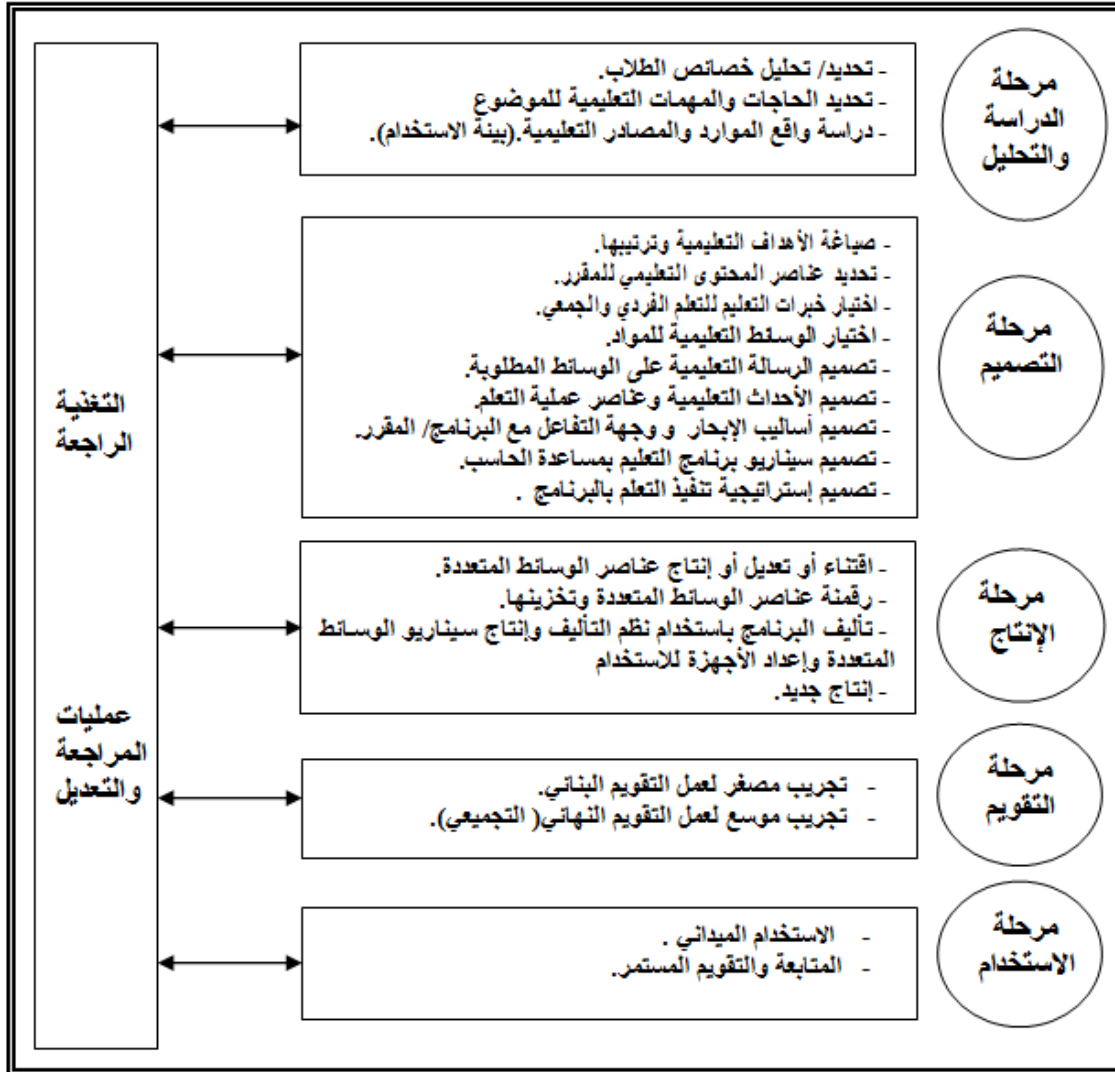 مرحلة
الدراسة
والتحليل
- تحديد/ تحليل خصائص الطلاب.
- تحديد الحاجات والمهمات التعليمية للموضوع
- دراسة واقع الموارد والمصادر التعليمية.(بيئة الاستخدام).
مرحلة
التصميم
- صياغة الأهداف التعليمية وترتيبها.
- تحديد عناصر المحتوى التعليمي للمقرر.
- اختيار خبرات التعليم للتعلم الفردي والجمعي.
- اختيار الوسائط التعليمية للمواد.
- تصميم الرسالة التعليمية على الوسائط المطلوبة.
- تصميم الأحداث التعليمية وعناصر عملية التعلم.
- تصميم أساليب الإبحار و وجهة التفاعل مع البرنامج/ المقرر.
- تصميم سيناريو برنامج التعليم بمساعدة الحاسب.
- تصميم إستراتيجية تنفيذ التعلم بالبرنامج .
مرحلة
الإنتاج
- اقتناء أو تعديل أو إنتاج عناصر الوسائط المتعددة.
- رقمنة عناصر الوسائط المتعددة وتخزينها.
- تأليف البرنامج باستخدام نظم التأليف وإنتاج سيناريو الوسائط
المتعددة وإعداد الأجهزة للاستخدام
- إنتاج جديد.
مرحلة
التقويم
- تجريب مصغر لعمل التقويم البنائي.
- تجريب موسع لعمل التقويم النهائي( التجميعي).
مرحلة
الاستخدام
- الاستخدام الميداني .
- المتابعة والتقويم المستمر.
التغذية
الراجعة
عمليات
المراجعة
والتعديل